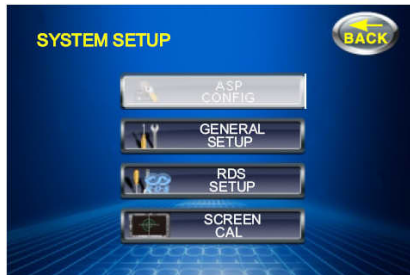 SYSTEM SETUP
BACK
ASP
CONFIG
GENERAL
SETUP
RDS
SETUP
SCREEN
CAL